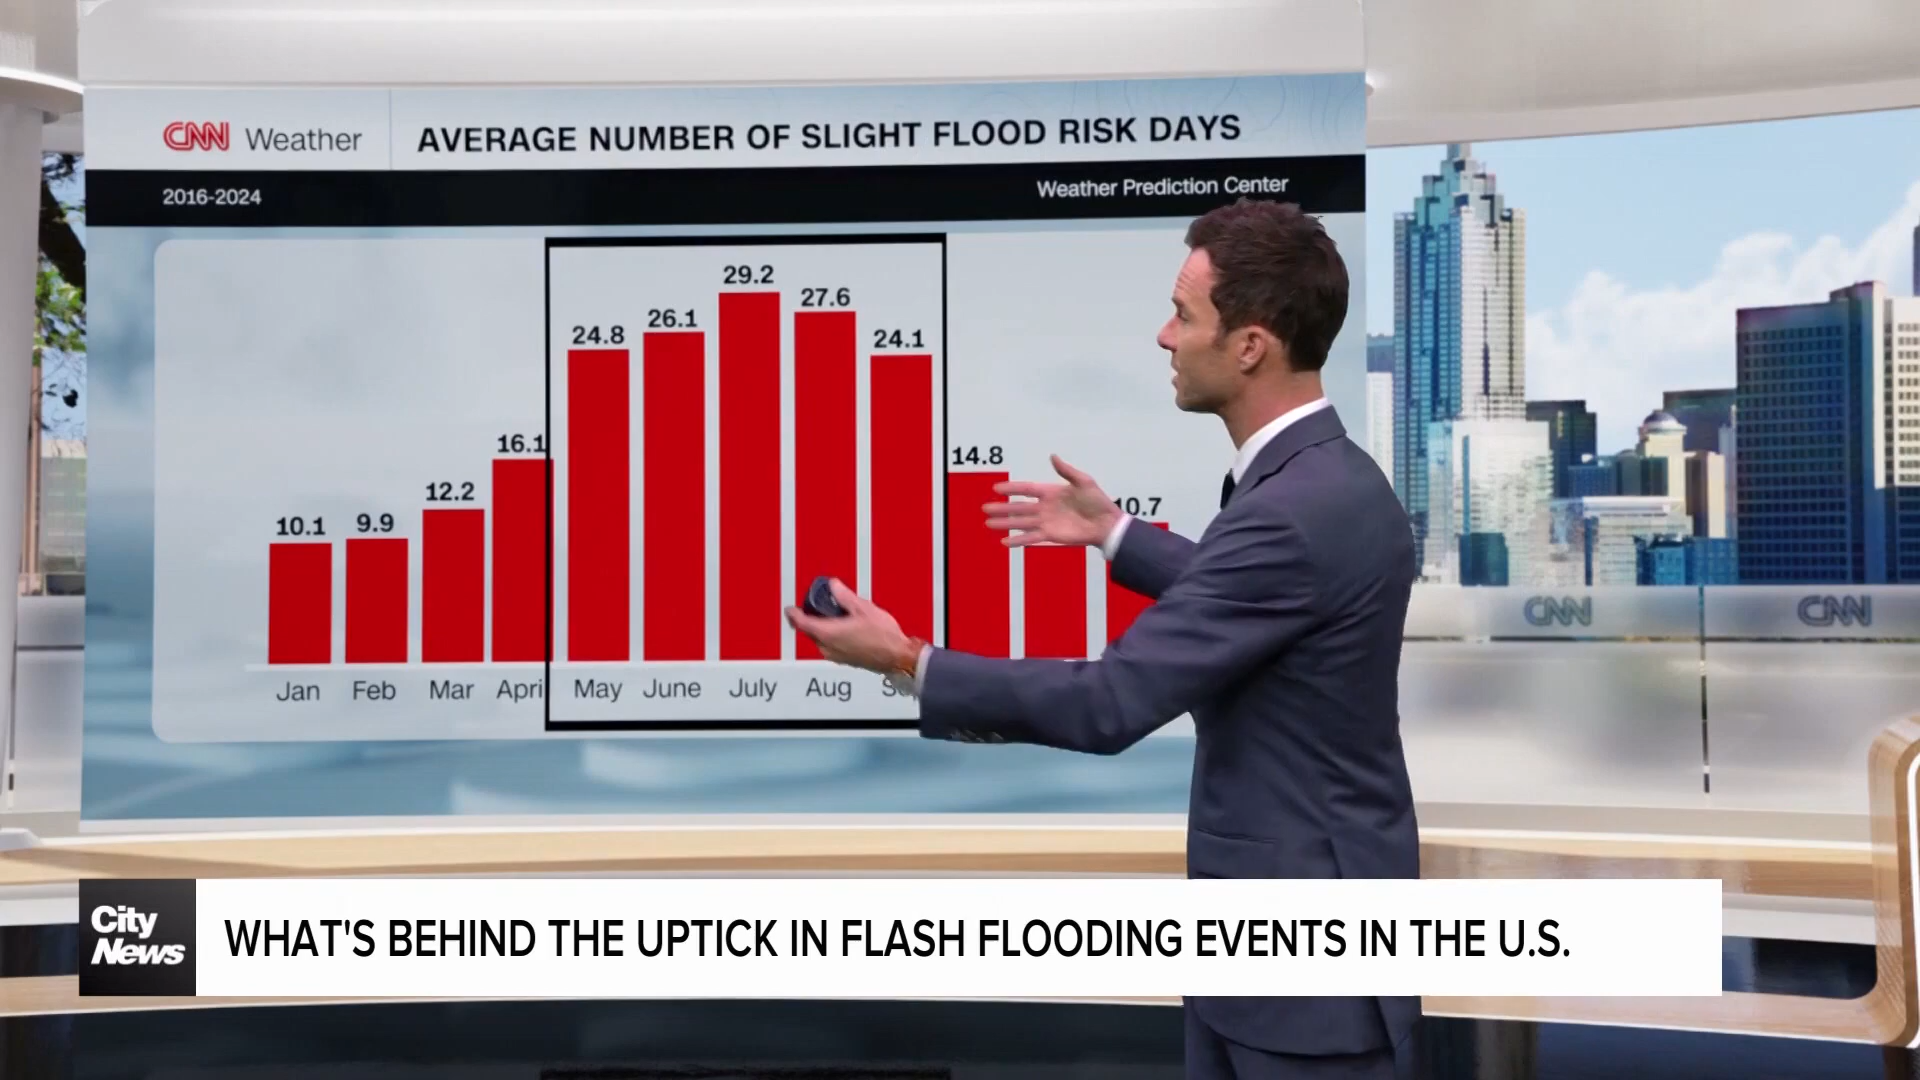 CNN Weather
AVERAGE NUMBER OF SLIGHT FLOOD RISK DAYS
2016-2024
Weather Prediction Center
29.2
27.6
26.1
24.8
24.1
16.1
14.8
12.2
10.1
9.9
10.7
Jan Feb Mar April May June July Aug
CNN CNN
City News
WHAT'S BEHIND THE UPTICK IN FLASH FLOODING EVENTS IN THE U.S.